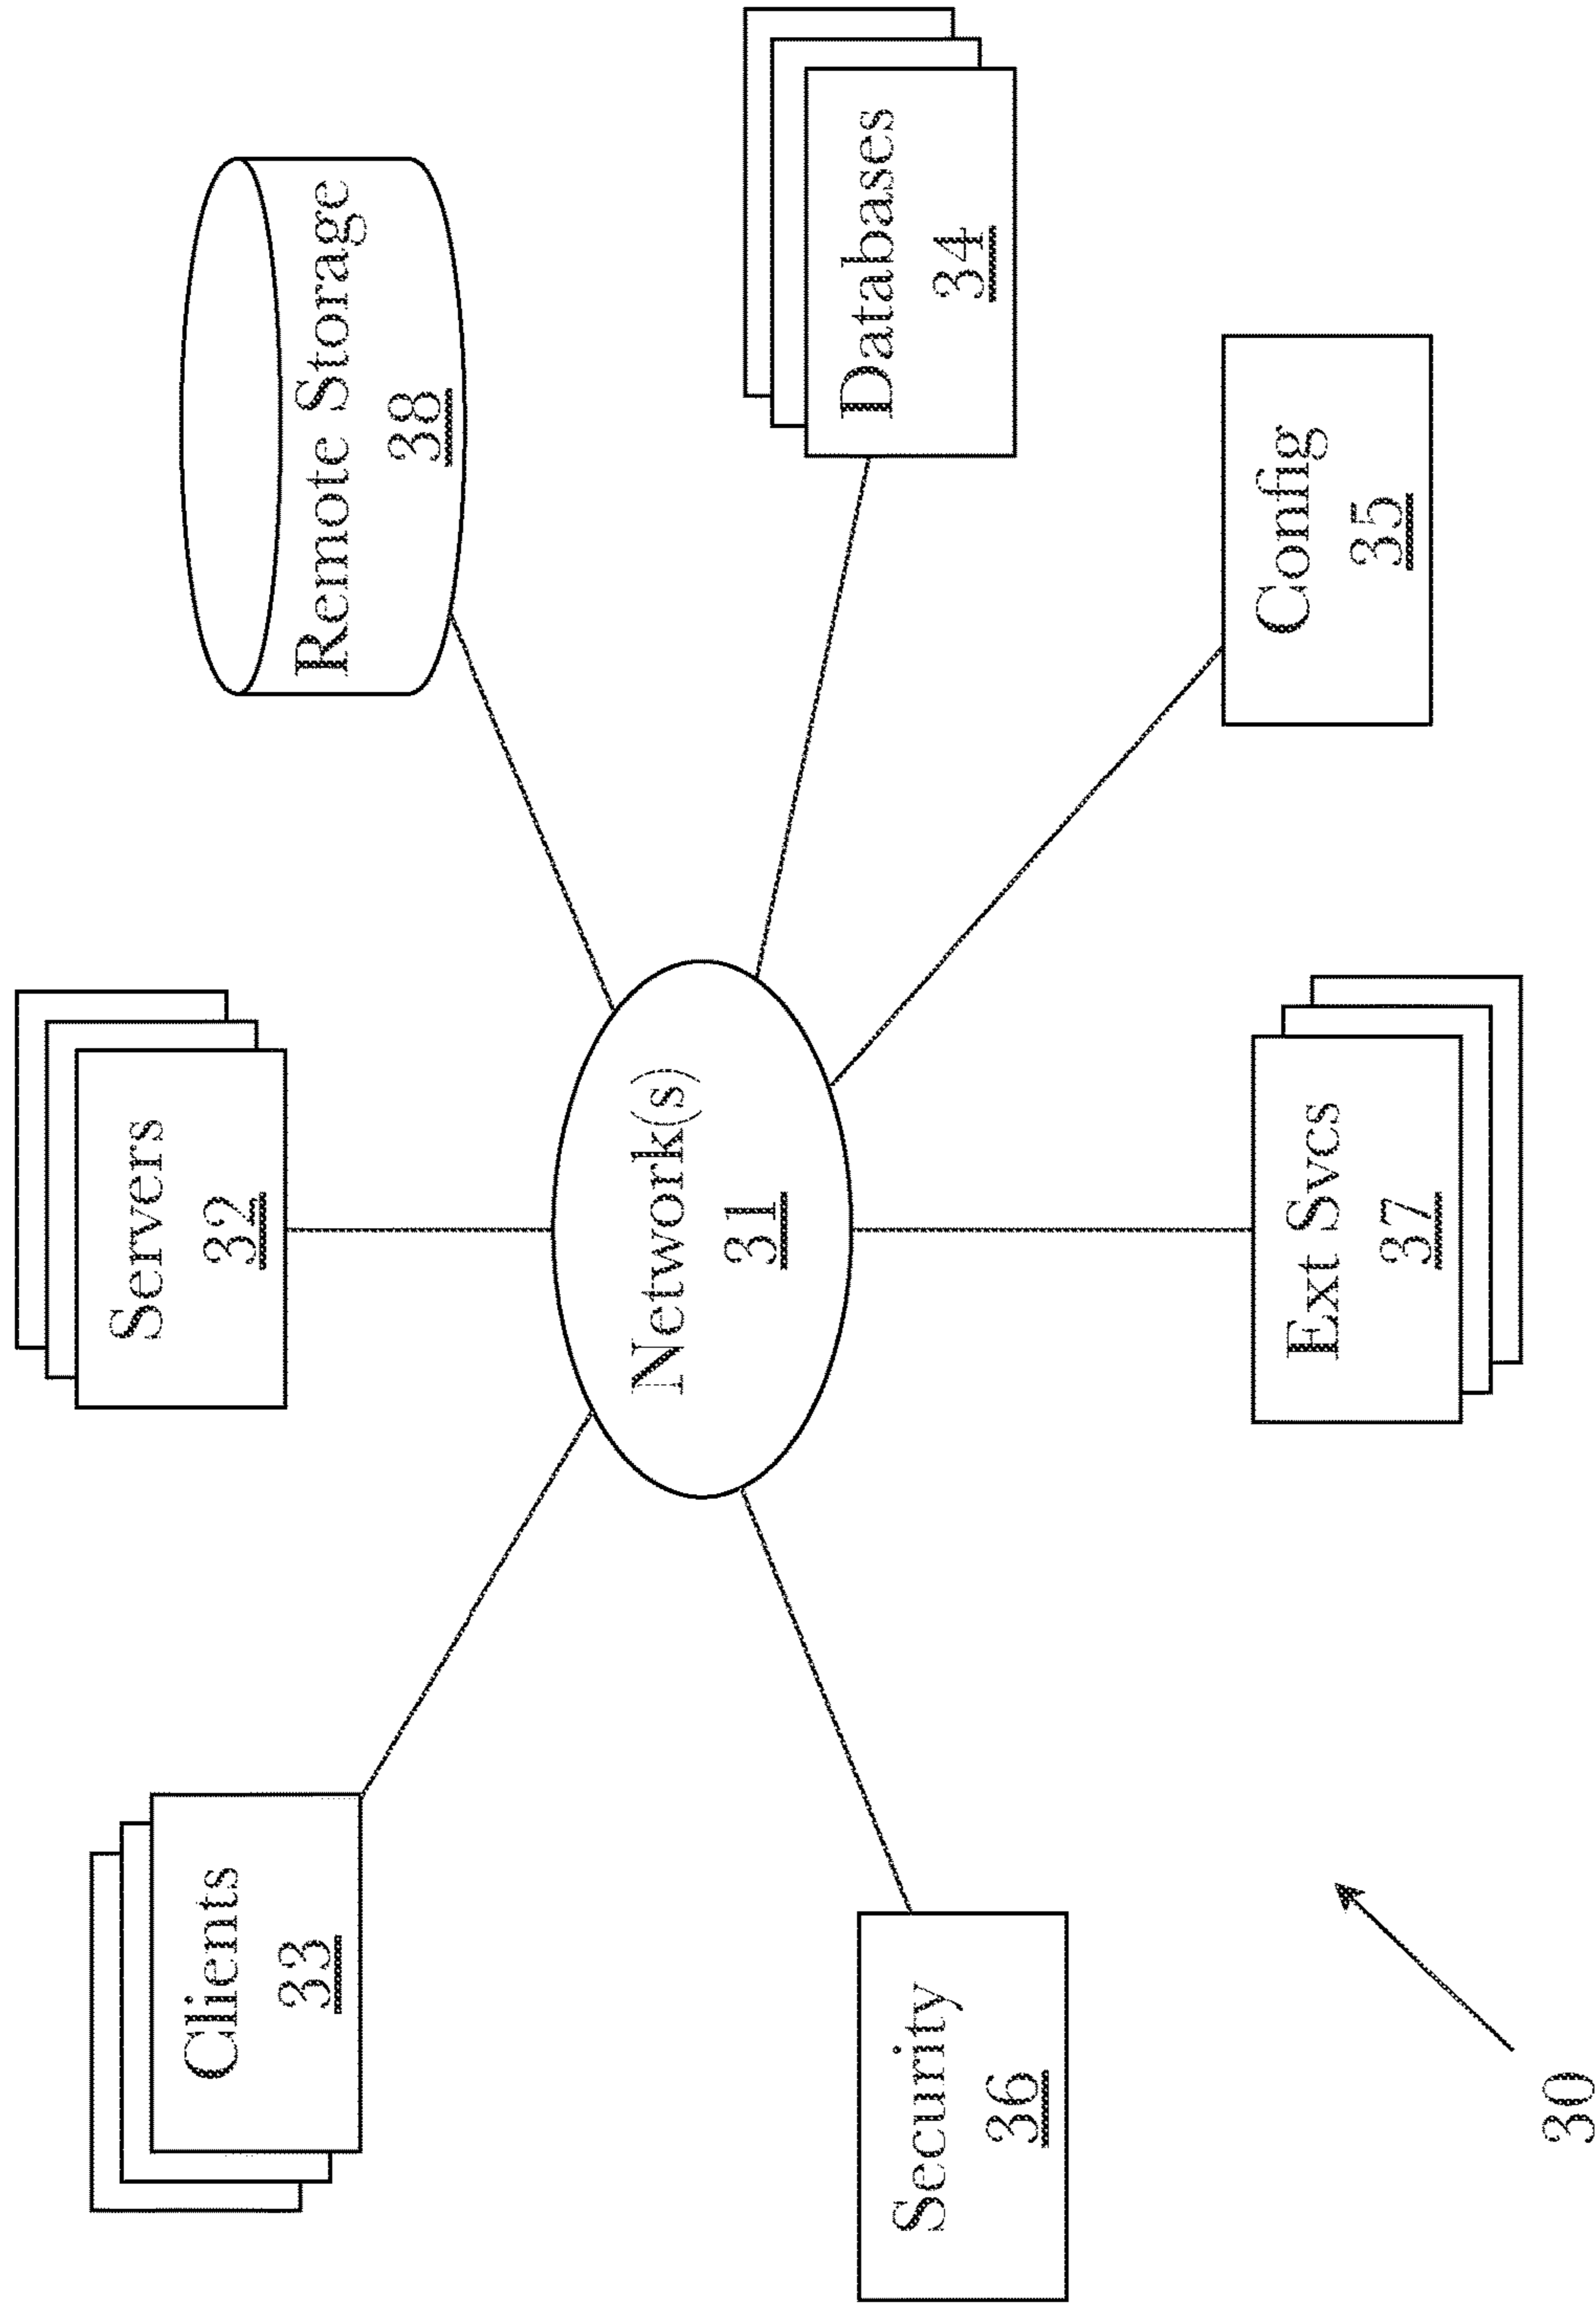 Clients
33
Servers
32
Remote Storage
38
Network(s)
31
Databases
34
Security
36
Ext Svcs
37
Config
35
30